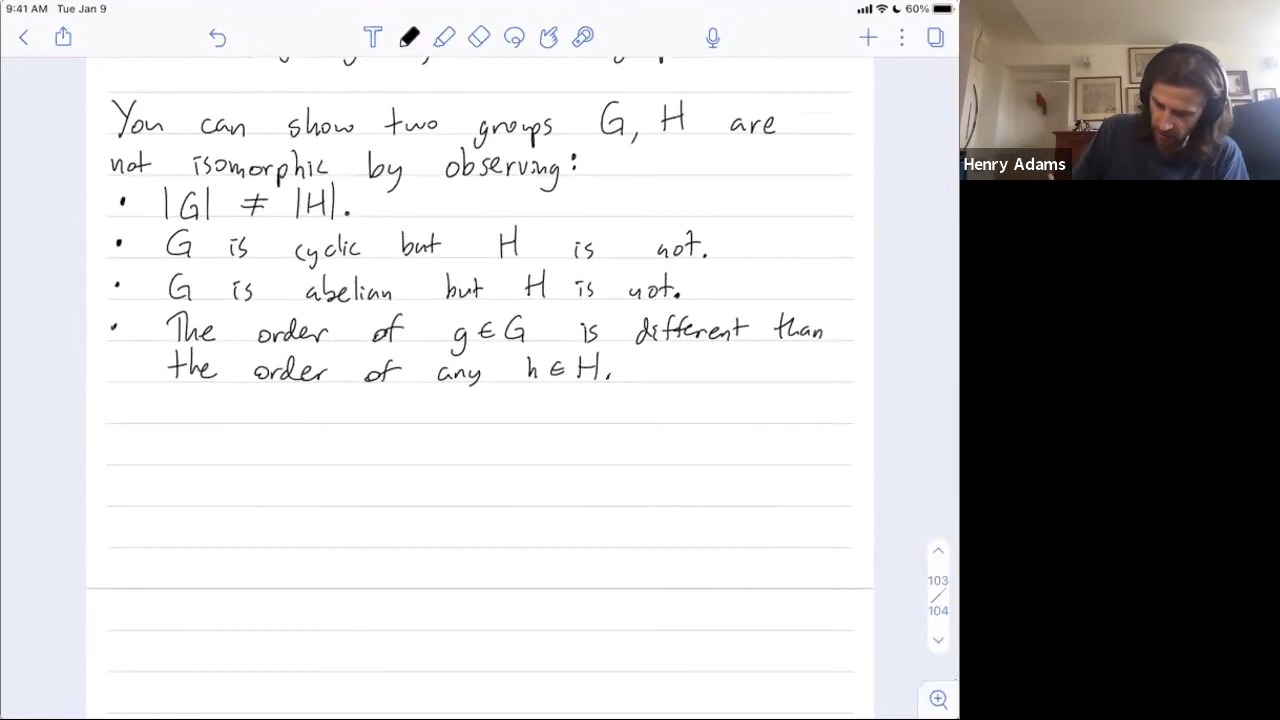 9:41 AM Tue Jan 9
60%
You can show two groups G, H are
not isomorphic by observing:
• |G| ≠ |H|.
• G is cyclic but H is not.
• G is abelian but H is not.
• The order of g ∈ G is different than
the order of any h ∈ H.
103
/
104
Henry Adams